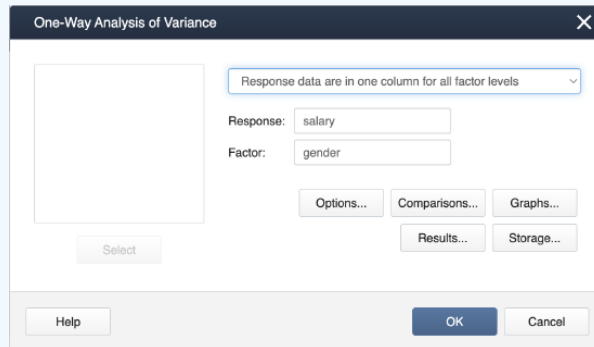 One-Way Analysis of Variance
Response data are in one column for all factor levels
Response: salary
Factor: gender
Options... Comparisons... Graphs...
Select Results... Storage...
Help OK Cancel